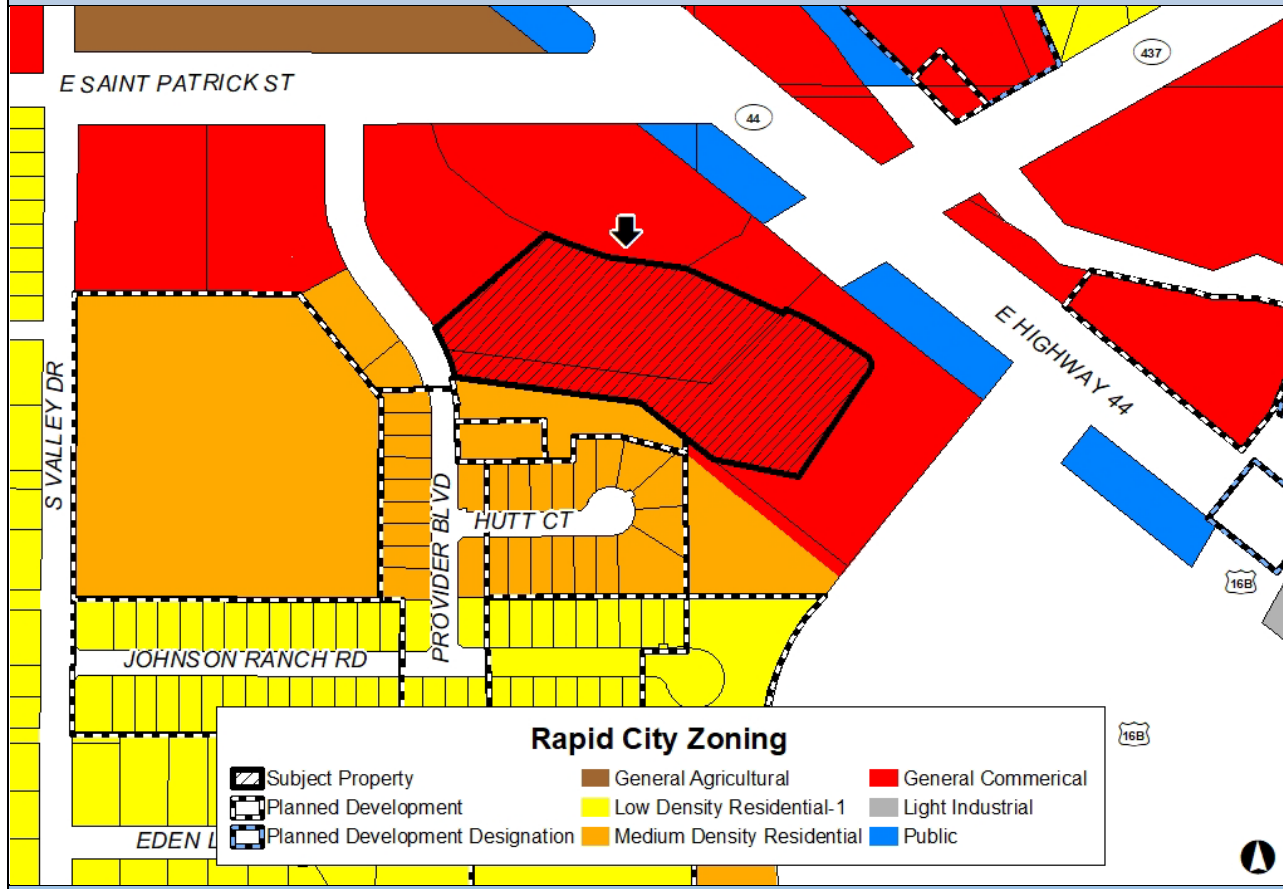 437
E SAINT PATRICK ST
44
E HIGHWAY 44
S VALLEY DR
PROVIDER BLVD
HUTT CT
16B
JOHNSON RANCH RD
16B
EDEN L
Rapid City Zoning
Subject Property
Planned Development
Planned Development Designation
General Agricultural
Low Density Residential-1
Medium Density Residential
General Commerical
Light Industrial
Public